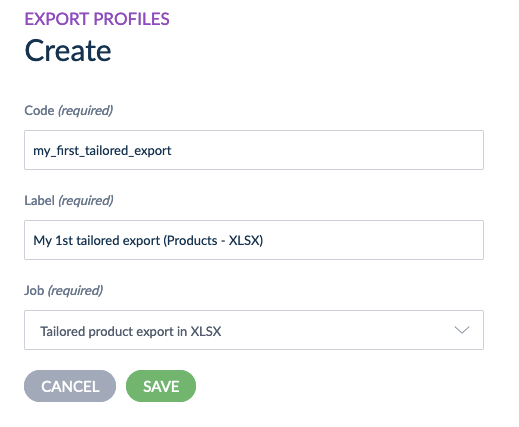 EXPORT PROFILES
Create
Code (required)
my_first_tailored_export
Label (required)
My 1st tailored export (Products - XLSX)
Job (required)
Tailored product export in XLSX
CANCEL SAVE